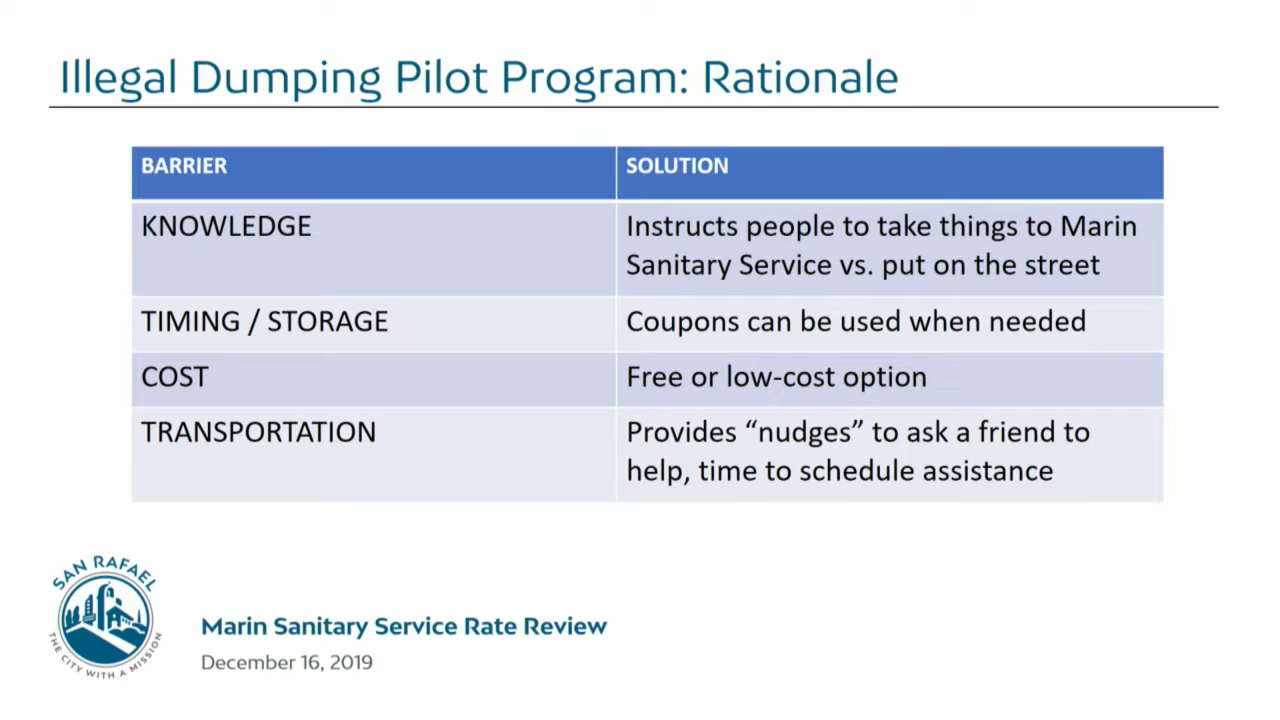 Illegal Dumping Pilot Program: Rationale
BARRIER
SOLUTION
KNOWLEDGE
Instructs people to take things to Marin
Sanitary Service vs. put on the street
TIMING / STORAGE
Coupons can be used when needed
COST
Free or low-cost option
TRANSPORTATION
Provides “nudges” to ask a friend to
help, time to schedule assistance
SAN RAFAEL
THE CITY WITH A MISSION
Marin Sanitary Service Rate Review
December 16, 2019